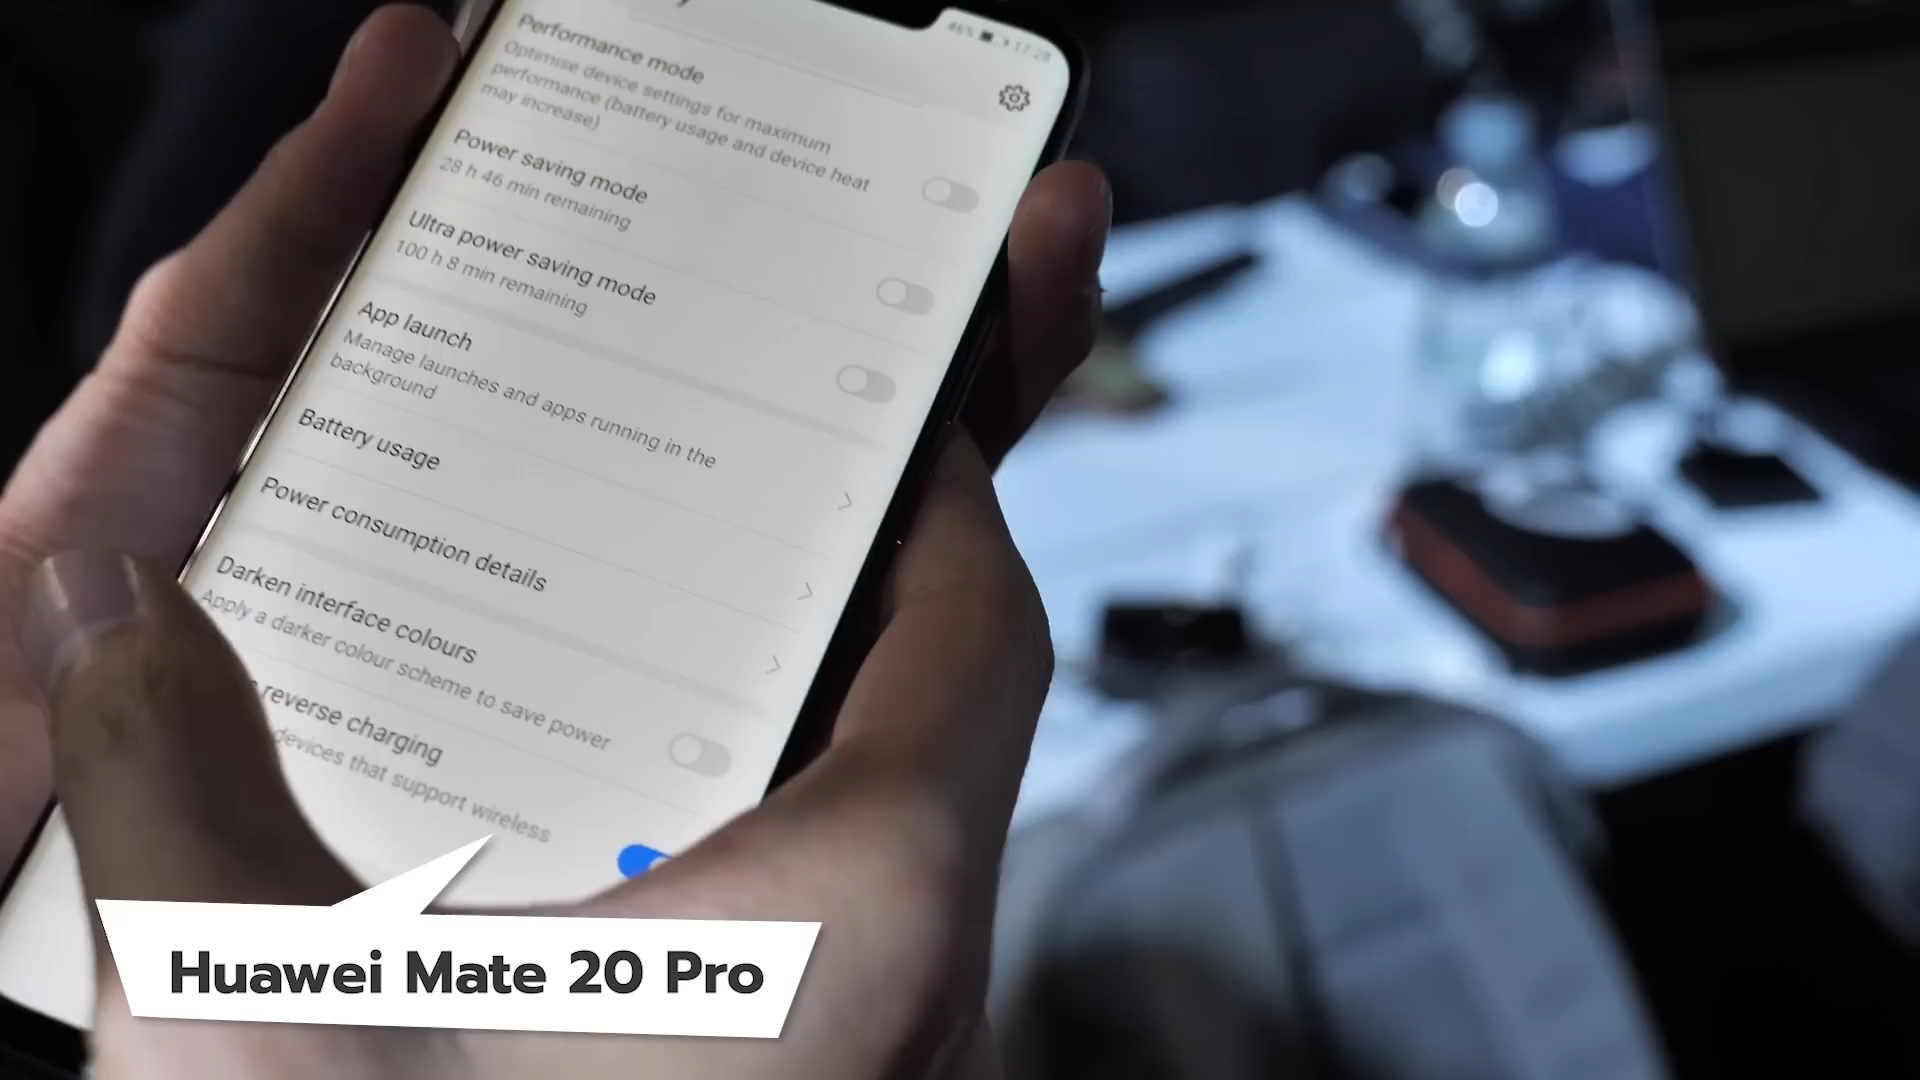 46% 17:28
Performance mode
Optimise device settings for maximum
performance (battery usage and device heat
may increase)
Power saving mode
28 h 46 min remaining
Ultra power saving mode
100 h 8 min remaining
App launch
Manage launches and apps running in the
background
Battery usage
Power consumption details
Darken interface colours
Apply a darker colour scheme to save power
reverse charging
devices that support wireless
Huawei Mate 20 Pro